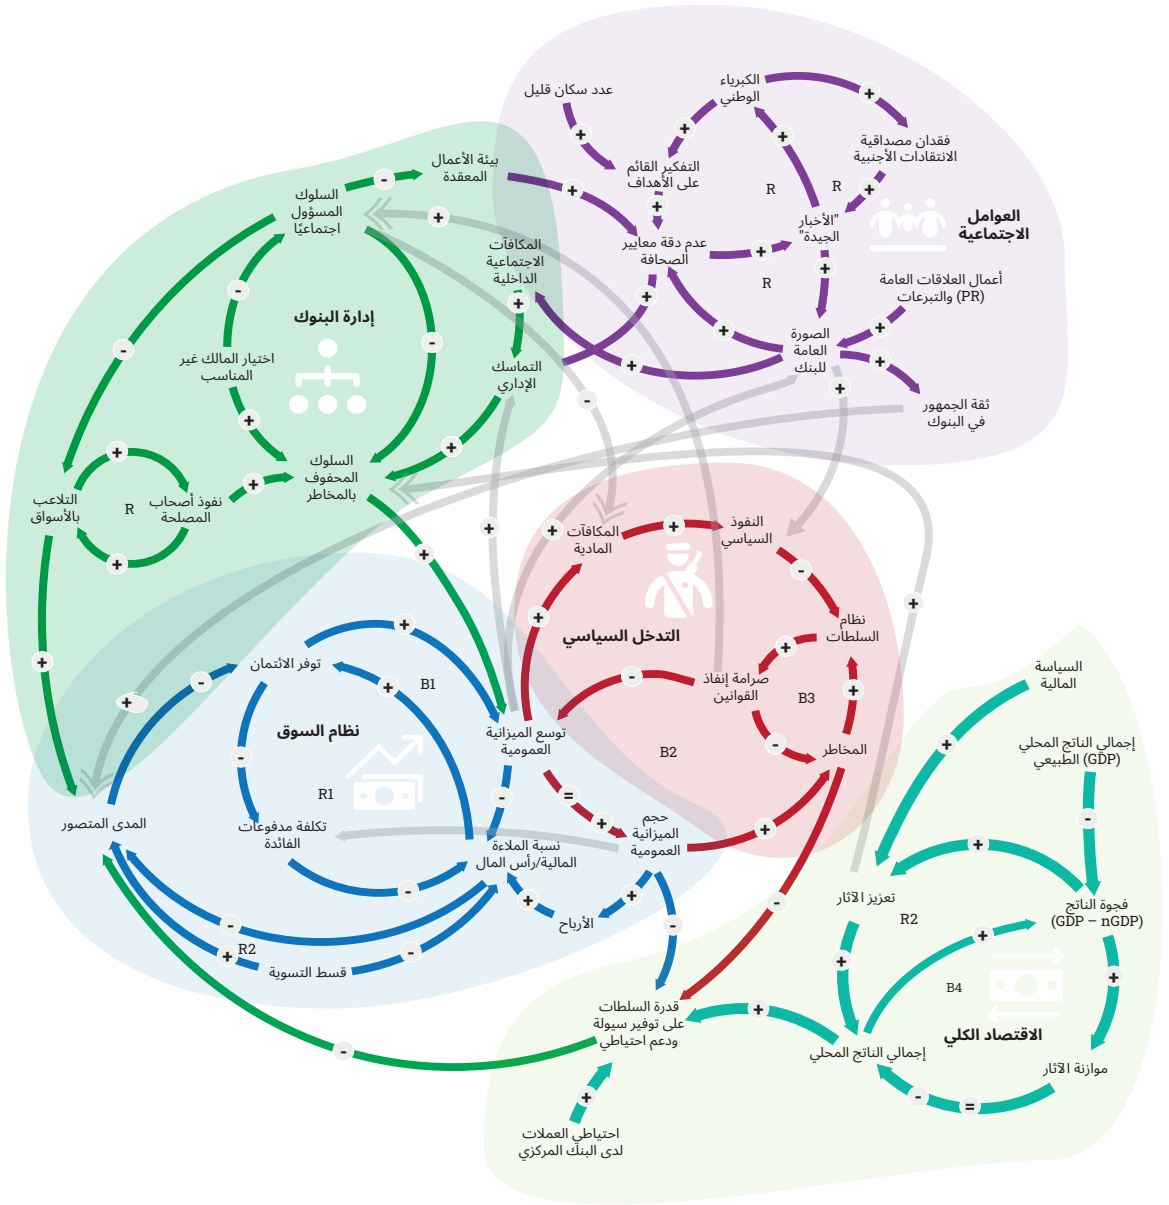 الكبرياء
الوطني
عدد سكان قليل
فقدان مصداقية
الانتقادات الأجنبية
التفكير القائم
على الأهداف
R
R
"الأخبار
الجيدة"
العوامل
الاجتماعية
عدم دقة معايير
الصحافة
R
أعمال العلاقات العامة
(PR) والتبرعات
الصورة
العامة
للبنك
ثقة الجمهور
في البنوك
بيئة الأعمال
المعقدة
السلوك
المسؤول
اجتماعيًا
المكافآت
الاجتماعية
الداخلية
إدارة البنوك
اختيار المالك غير
المناسب
التماسك
الإداري
السلوك
المحفوف
بالمخاطر
التلاعب
بالأسواق
R
نفوذ أصحاب
المصلحة
المكافآت
المادية
النفوذ
السياسي
نظام
السلطات
التدخل السياسي
صرامة إنفاذ
القوانين
B3
المخاطر
B2
توفر الائتمان
B1
نظام السوق
توسع الميزانية
العمومية
R1
المدى المتصور
تكلفة مدفوعات
الفائدة
حجم
الميزانية
العمومية
نسبة الملاءة
المالية/رأس المال
الأرباح
R2
قسط التسوية
السياسة
المالية
إجمالي الناتج المحلي
الطبيعي (GDP)
تعزيز الآثار
R2
فجوة الناتج
(GDP – nGDP)
B4
الاقتصاد الكلي
إجمالي الناتج المحلي
موازنة الآثار
قدرة السلطات
على توفير سيولة
ودعم احتياطي
احتياطي العملات
لدى البنك المركزي